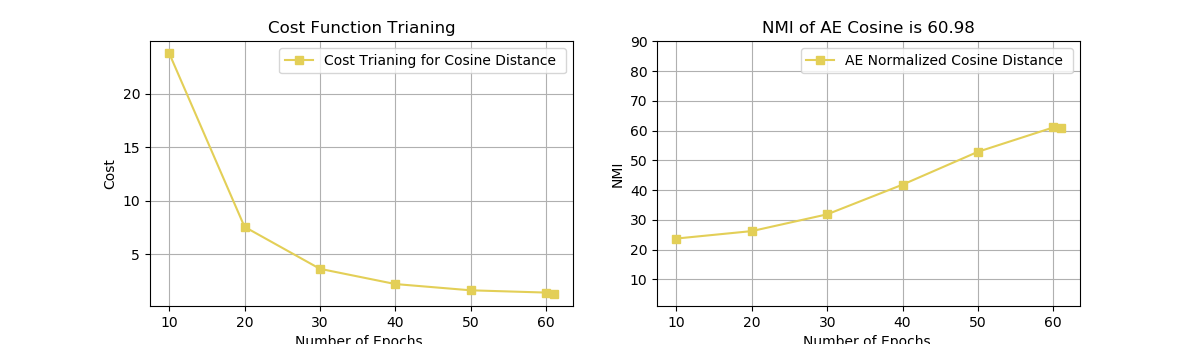 Cost Function Trianing
Cost Trianing for Cosine Distance
20
15
10
5
Cost
10 20 30 40 50 60
Number of Epochs
NMI of AE Cosine is 60.98
AE Normalized Cosine Distance
90
80
70
60
50
40
30
20
10
NMI
10 20 30 40 50 60
Number of Epochs